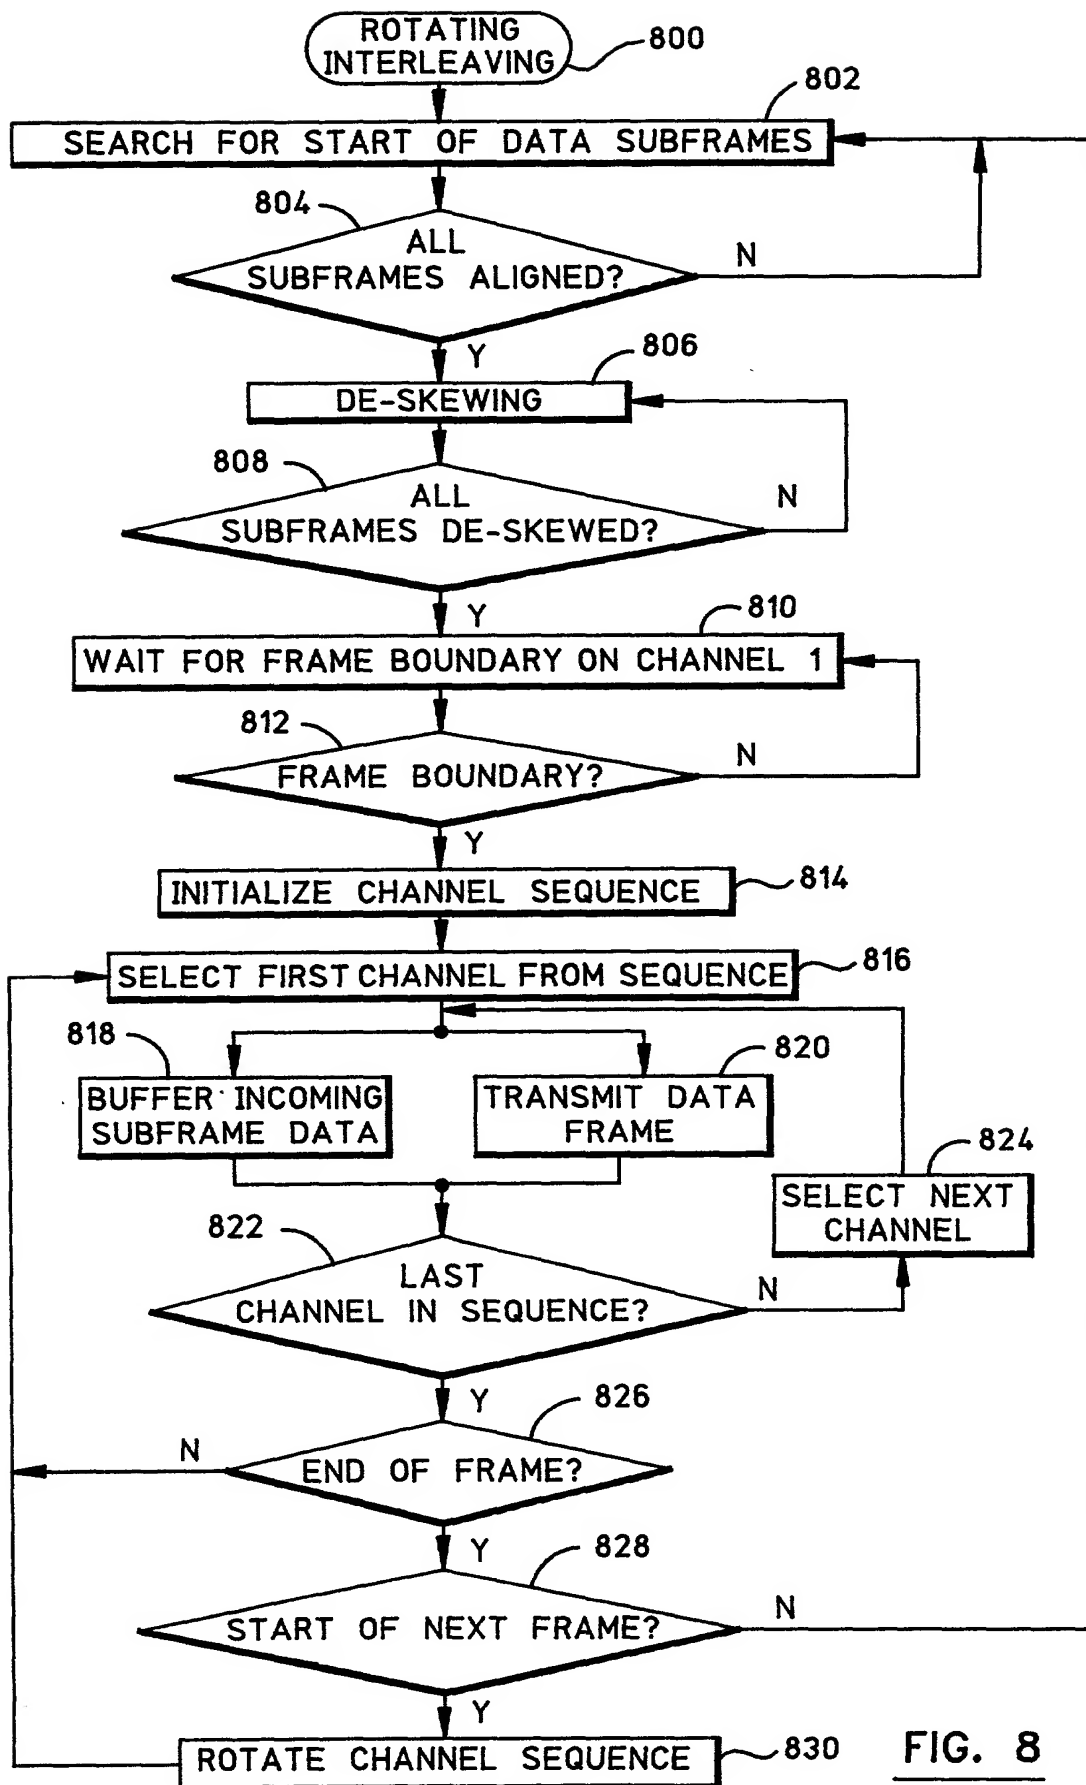 ROTATING
INTERLEAVING
800
802
SEARCH FOR START OF DATA SUBFRAMES
804
ALL
SUBFRAMES ALIGNED?
N
Y
806
DE-SKEWING
808
ALL
SUBFRAMES DE-SKEWED?
N
Y
810
WAIT FOR FRAME BOUNDARY ON CHANNEL 1
812
FRAME BOUNDARY?
N
Y
INITIALIZE CHANNEL SEQUENCE
814
SELECT FIRST CHANNEL FROM SEQUENCE
816
818
BUFFER INCOMING
SUBFRAME DATA
820
TRANSMIT DATA
FRAME
824
SELECT NEXT
CHANNEL
822
LAST
CHANNEL IN SEQUENCE?
N
Y
826
END OF FRAME?
N
Y
828
START OF NEXT FRAME?
N
Y
ROTATE CHANNEL SEQUENCE
830
FIG. 8